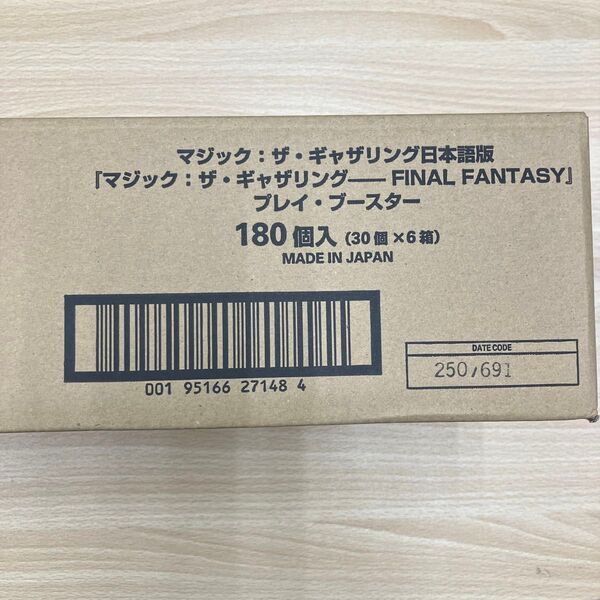 マジック：ザ・ギャザリング日本語版
『マジック：ザ・ギャザリング―― FINAL FANTASY』
プレイ・ブースター
180個入（30個×6箱）
MADE IN JAPAN
001 95166 27148 4
DATE CODE
250,691